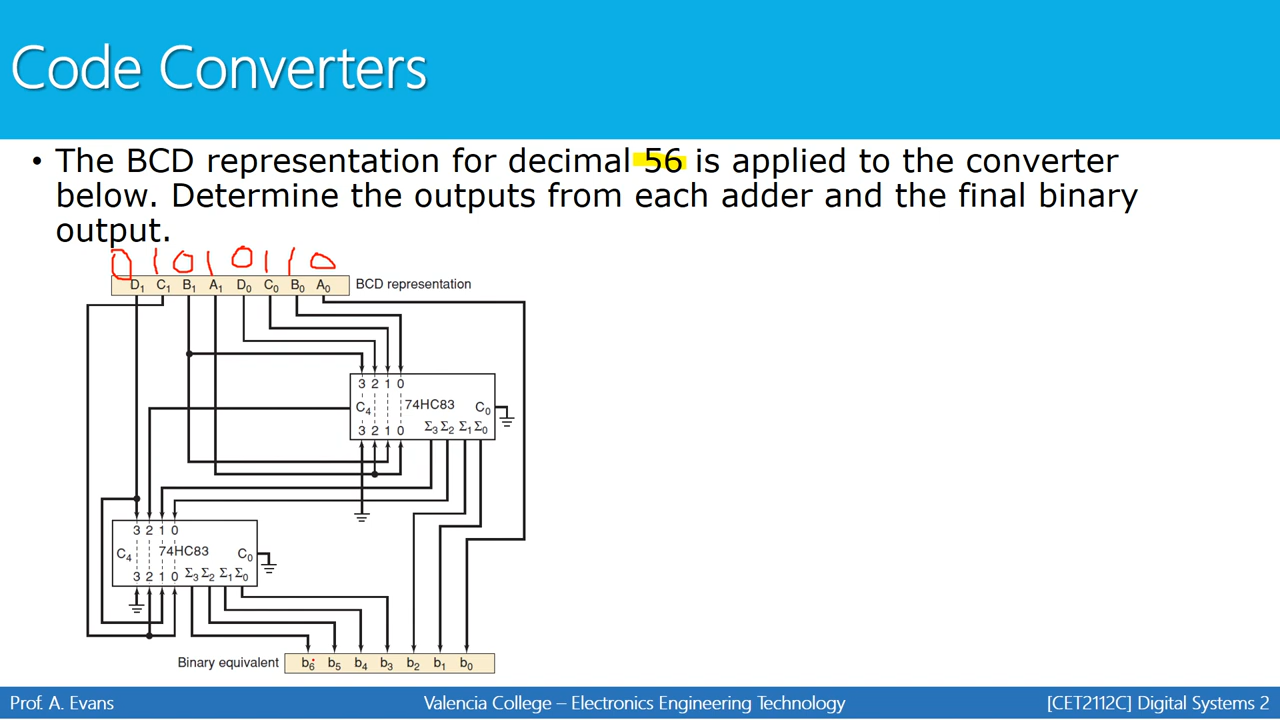 Code Converters
• The BCD representation for decimal 56 is applied to the converter
below. Determine the outputs from each adder and the final binary
output.
0 1 0 1 0 1 1 0
D₁ C₁ B₁ A₁ D₀ C₀ B₀ A₀ BCD representation
3 2 1 0
C₄ 74HC83 C₀
3 2 1 0 Σ₃ Σ₂ Σ₁ Σ₀
3 2 1 0
C₄ 74HC83 C₀
3 2 1 0 Σ₃ Σ₂ Σ₁ Σ₀
Binary equivalent b₆ b₅ b₄ b₃ b₂ b₁ b₀
Prof. A. Evans Valencia College – Electronics Engineering Technology [CET2112C] Digital Systems 2